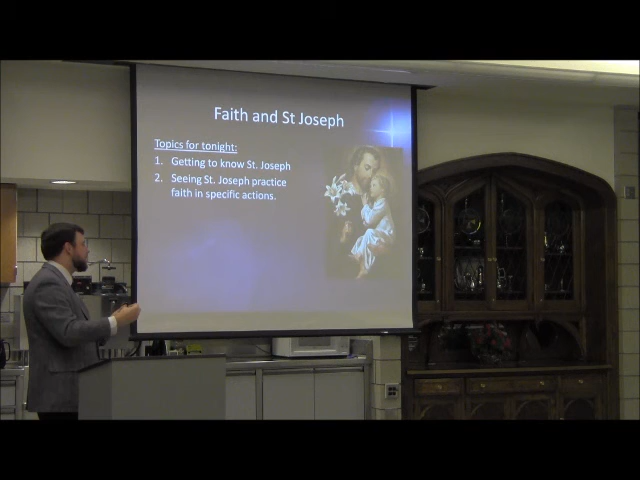 Faith and St Joseph
Topics for tonight:
1. Getting to know St. Joseph
2. Seeing St. Joseph practice
faith in specific actions.